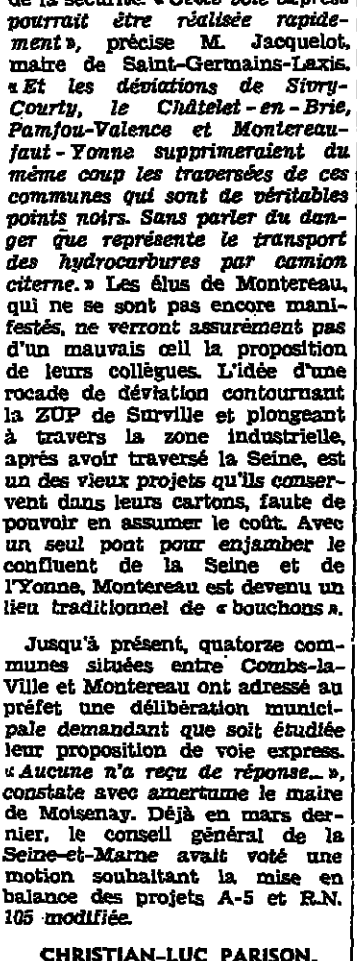 de la sécurité. « Cette voie express
pourrait être réalisée rapide-
ment », précise M. Jacquelot,
maire de Saint-Germains-Laxis.
« Et les déviations de Sivry-
Courty, le Châtelet-en-Brie,
Pamfou-Valence et Montereau-
faut-Yonne supprimeraient du
même coup les traversées de ces
communes qui sont de véritables
points noirs. Sans parler du dan-
ger que représente le transport
des hydrocarbures par camion
citerne. » Les élus de Montereau,
qui ne se sont pas encore mani-
festés, ne verront assurément pas
d'un mauvais œil la proposition
de leurs collègues. L'idée d'une
rocade de déviation contournant
la ZUP de Surville et plongeant
à travers la zone industrielle,
après avoir traversé la Seine, est
un des vieux projets qu'ils conser-
vent dans leurs cartons, faute de
pouvoir en assumer le coût. Avec
un seul pont pour enjamber le
confluent de la Seine et de
l'Yonne, Montereau est devenu un
lieu traditionnel de « bouchons ».
Jusqu'à présent, quatorze com-
munes situées entre Combs-la-
Ville et Montereau ont adressé au
préfet une délibération munici-
pale demandant que soit étudiée
leur proposition de voie express.
« Aucune n'a reçu de réponse... »,
constate avec amertume le maire
de Moisenay. Déjà en mars der-
nier, le conseil général de la
Seine-et-Marne avait voté une
motion souhaitant la mise en
balance des projets A-5 et R.N.
105 modifiée.
CHRISTIAN-LUC PARISON.